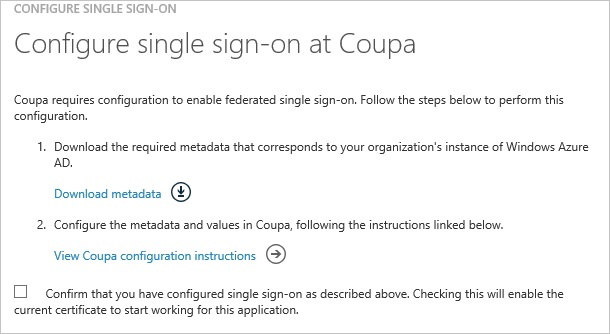 CONFIGURE SINGLE SIGN-ON
Configure single sign-on at Coupa
Coupa requires configuration to enable federated single sign-on. Follow the steps below to perform this
configuration.
1. Download the required metadata that corresponds to your organization's instance of Windows Azure
AD.
Download metadata
2. Configure the metadata and values in Coupa, following the instructions linked below.
View Coupa configuration instructions
Confirm that you have configured single sign-on as described above. Checking this will enable the
current certificate to start working for this application.